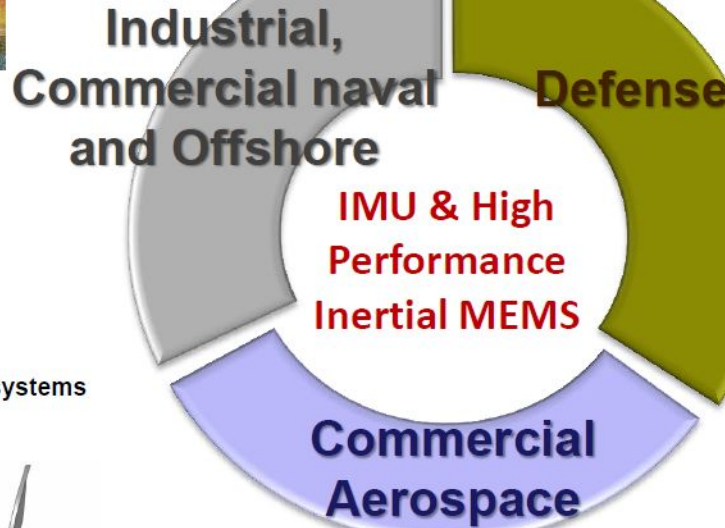 Industrial,
Commercial naval
and Offshore
Defense
IMU & High
Performance
Inertial MEMS
ystems
Commercial
Aerospace